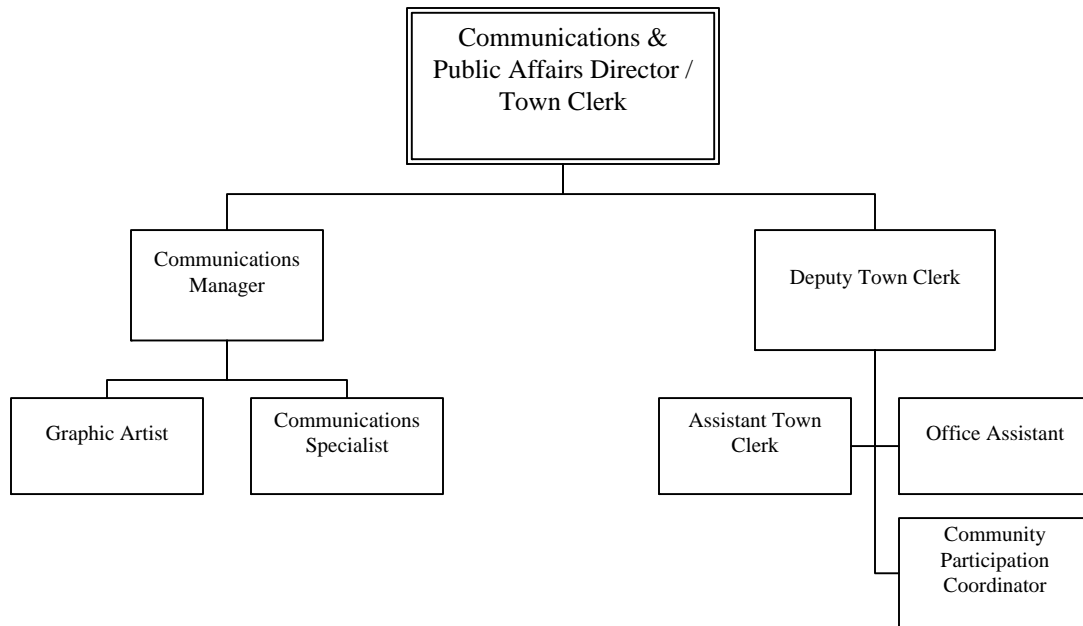 Communications &
Public Affairs Director /
Town Clerk
Communications
Manager
Deputy Town Clerk
Graphic Artist
Communications
Specialist
Assistant Town
Clerk
Office Assistant
Community
Participation
Coordinator